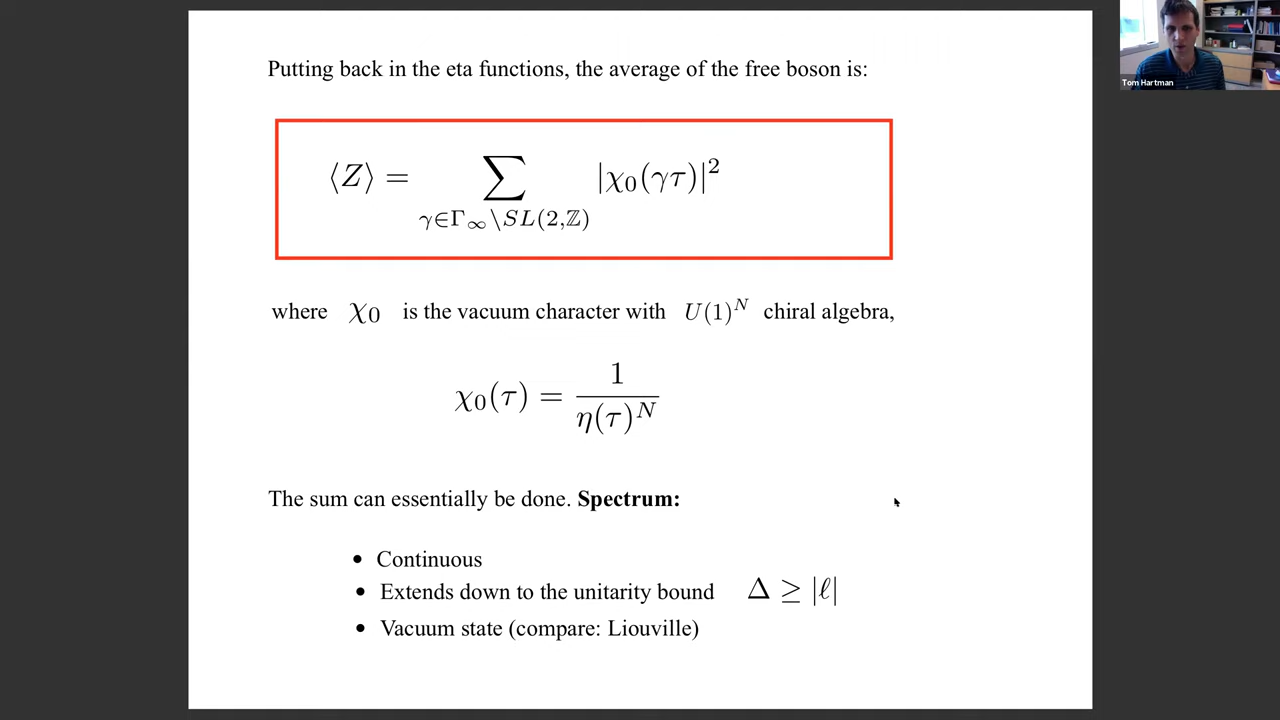 Putting back in the eta functions, the average of the free boson is:
⟨Z⟩ = ∑_{γ∈Γ_∞\SL(2,ℤ)} |χ₀(γτ)|²
where χ₀ is the vacuum character with U(1)^N chiral algebra,
χ₀(τ) = 1/η(τ)^N
The sum can essentially be done. Spectrum:
• Continuous
• Extends down to the unitarity bound Δ ≥ |ℓ|
• Vacuum state (compare: Liouville)
Tom Hartman